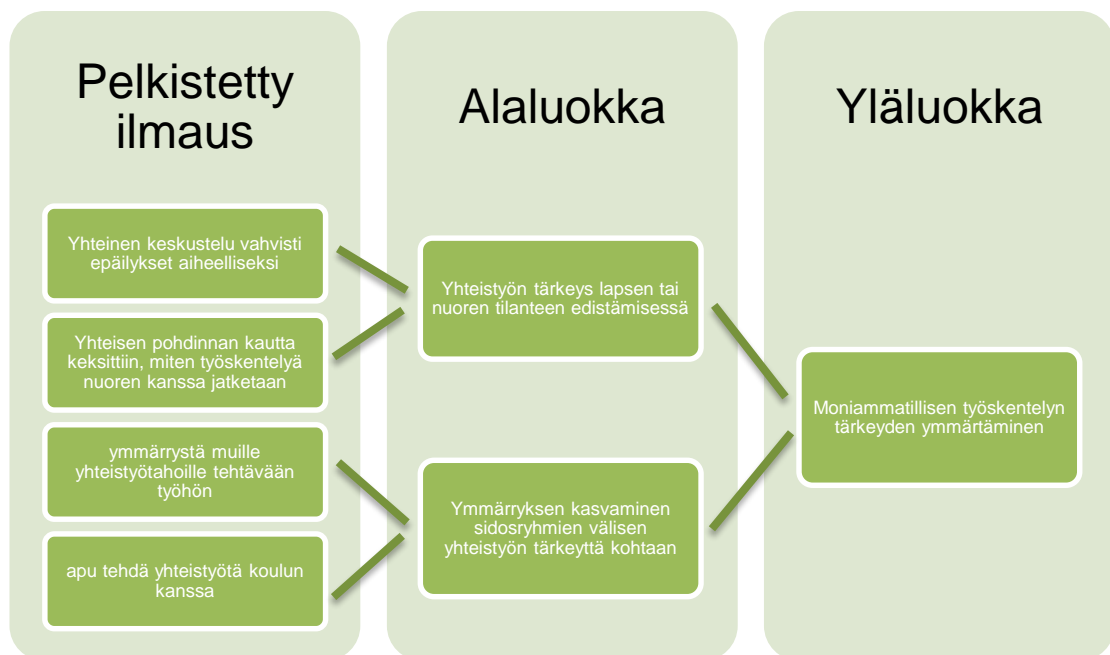 Pelkistetty
ilmaus
Yhteinen keskustelu vahvisti
epäilykset aiheelliseksi
Yhteisen pohdinnan kautta
keksittiin, miten työskentelyä
nuoren kanssa jatketaan
ymmärrystä muille
yhteistyötahoille tehtävään
työhön
apu tehdä yhteistyötä koulun
kanssa
Alaluokka
Yhteistyön tärkeys lapsen tai
nuoren tilanteen edistämisessä
Ymmärryksen kasvaminen
sidosryhmien välisen
yhteistyön tärkeyttä kohtaan
Yläluokka
Moniammatillisen työskentelyn
tärkeyden ymmärtäminen